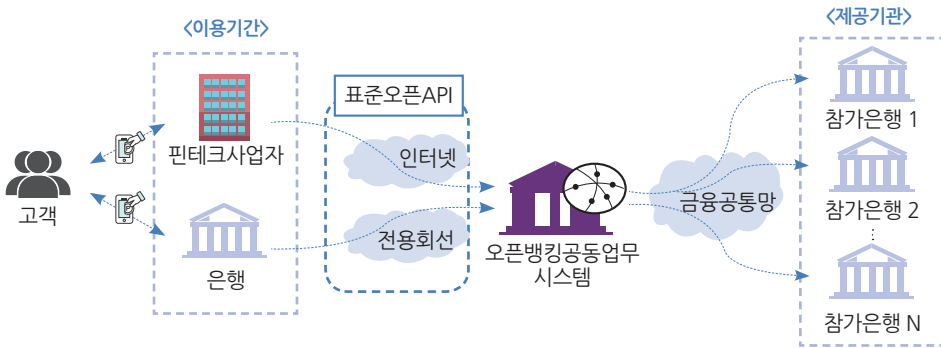 <이용기간>
핀테크사업자
은행
고객
표준오픈API
인터넷
전용회선
오픈뱅킹공동업무
시스템
금융공통망
<제공기관>
참가은행 1
참가은행 2
참가은행 N